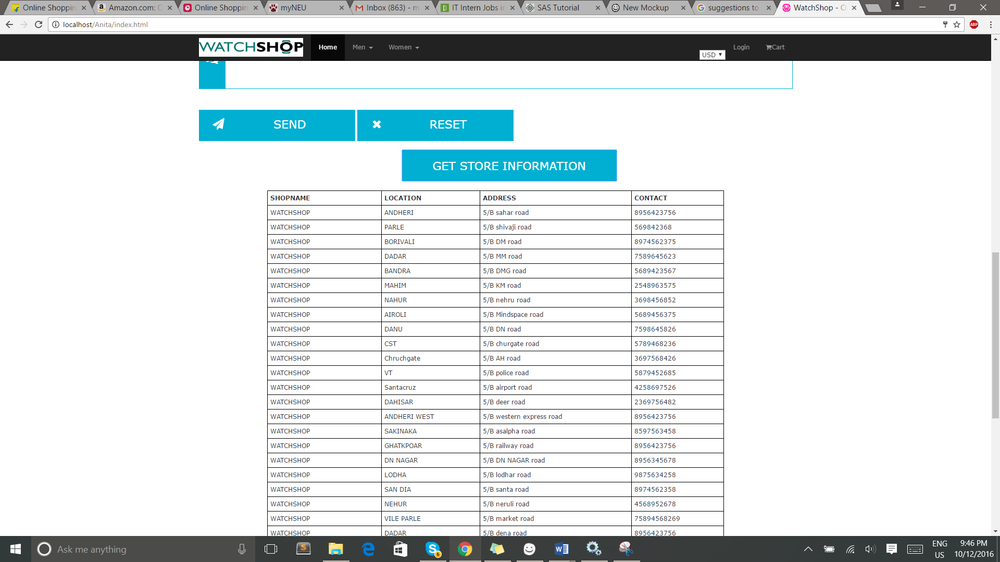 Online Shoppin Amazon.com: O Online Shoppin myNEU Inbox (863) - m IT Intern Jobs in SAS Tutorial New Mockup suggestions to WatchShop - O
localhost/Anita/index.html ABP
WATCHSHOP Home Men Women USD Login Cart
SEND RESET
GET STORE INFORMATION
SHOPNAME LOCATION ADDRESS CONTACT
WATCHSHOP ANDHERI 5/B sahar road 8956423756
WATCHSHOP PARLE 5/B shivaji road 569842368
WATCHSHOP BORIVALI 5/B DM road 8974562375
WATCHSHOP DADAR 5/B MM road 7589645623
WATCHSHOP BANDRA 5/B DMG road 5689423567
WATCHSHOP MAHIM 5/B KM road 2548963575
WATCHSHOP NAHUR 5/B nehru road 3698456852
WATCHSHOP AIROLI 5/B Mindspace road 5689456375
WATCHSHOP DANU 5/B DN road 7598645826
WATCHSHOP CST 5/B churgate road 5789468236
WATCHSHOP Chruchgate 5/B AH road 3697568426
WATCHSHOP VT 5/B police road 5879452685
WATCHSHOP Santacruz 5/B airport road 4258697526
WATCHSHOP DAHISAR 5/B deer road 2369756482
WATCHSHOP ANDHERI WEST 5/B western express road 8956423756
WATCHSHOP SAKINAKA 5/B asalpha road 8597563458
WATCHSHOP GHATKPOAR 5/B railway road 8956423756
WATCHSHOP DN NAGAR 5/B DN NAGAR road 8956345678
WATCHSHOP LODHA 5/B lodhar road 9875634258
WATCHSHOP SAN DIA 5/B santa road 8974562358
WATCHSHOP NEHUR 5/B neruli road 4568952678
WATCHSHOP VILE PARLE 5/B market road 75894568269
WATCHSHOP DADAR 5/B dena road 8956423756
Ask me anything 6 ENG 9:46 PM
US 10/12/2016